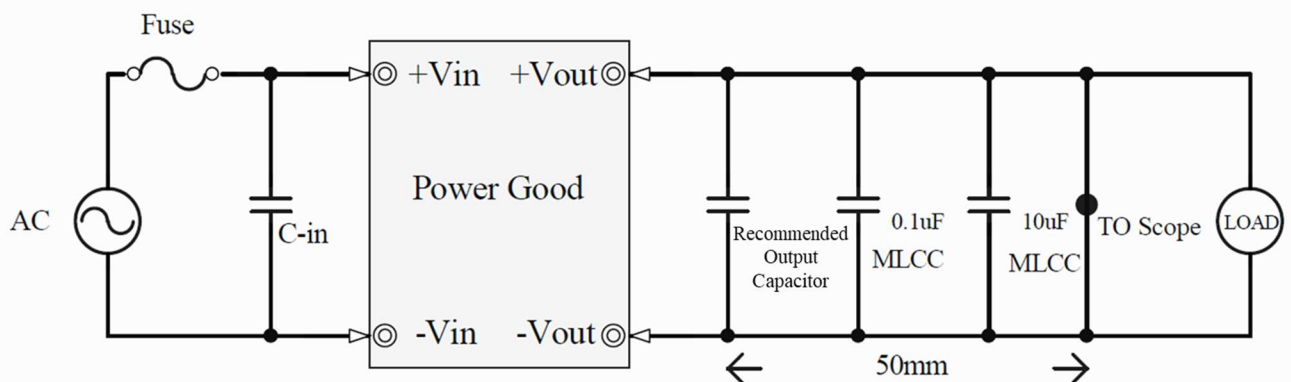 Fuse
AC
C-in
+Vin +Vout
Power Good
-Vin -Vout
Recommended
Output
Capacitor
0.1uF
MLCC
10uF
MLCC
TO Scope
LOAD
50mm